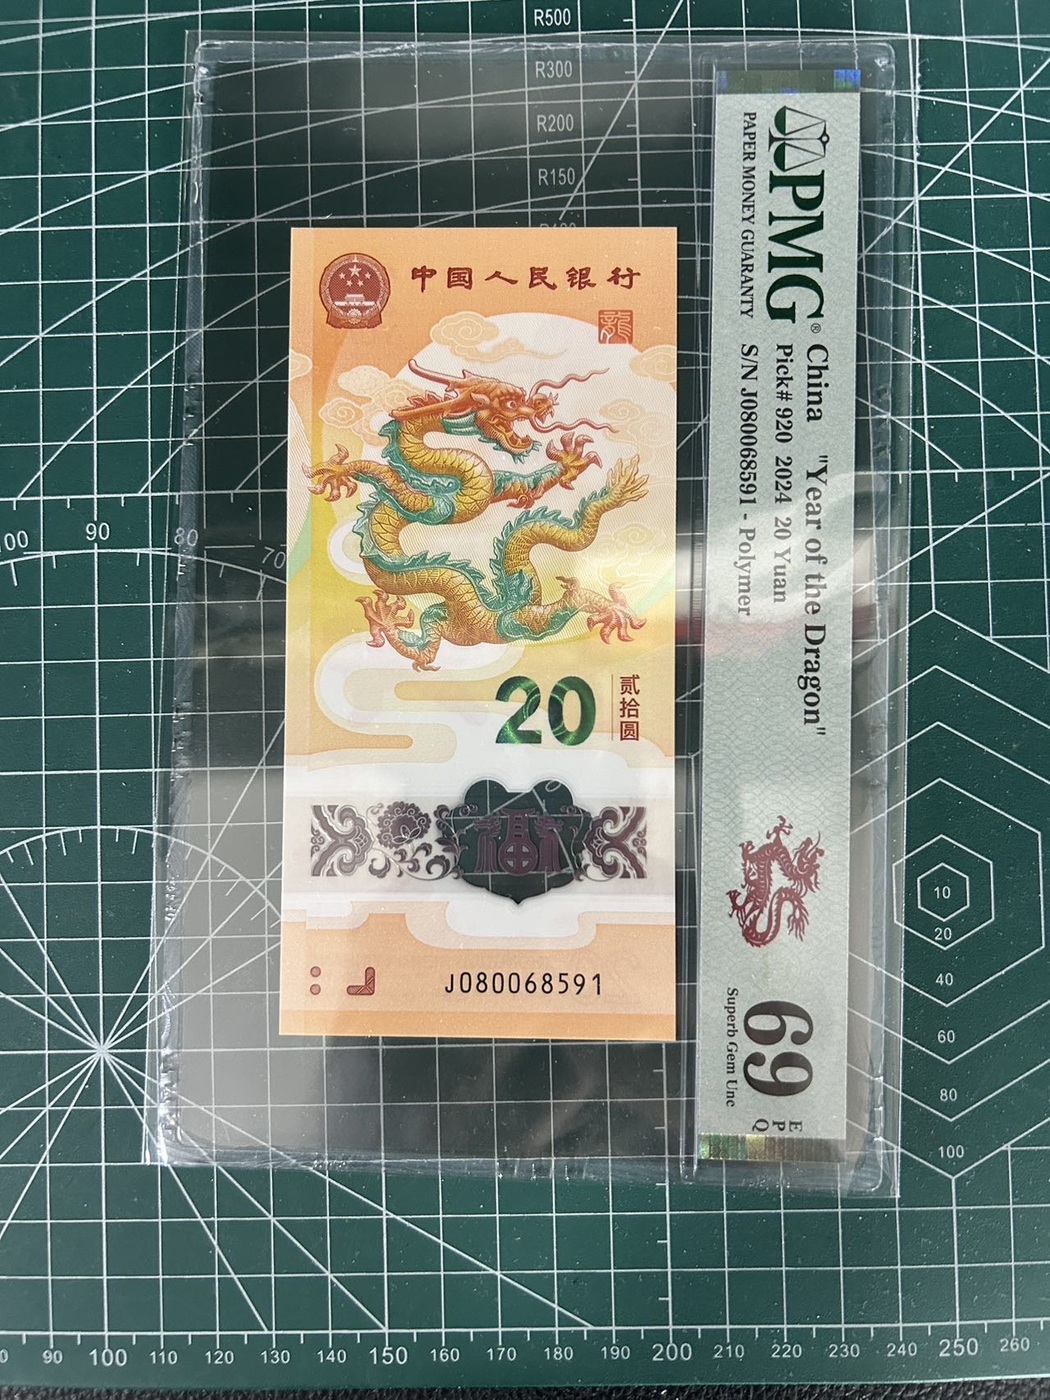 R500
R300
R200
R150
中国人民银行
龍
20
贰拾圆
福
J080068591
PMG®
PAPER MONEY GUARANTY
China "Year of the Dragon"
Pick# 920 2024 20 Yuan
S/N J080068591 - Polymer
69
EPQ
Superb Gem Unc
100
90
80
70
10
20
40
60
80
100
90 100 110 120 130 140 150 160 170 180 190 200 210 220 230 240 250 260